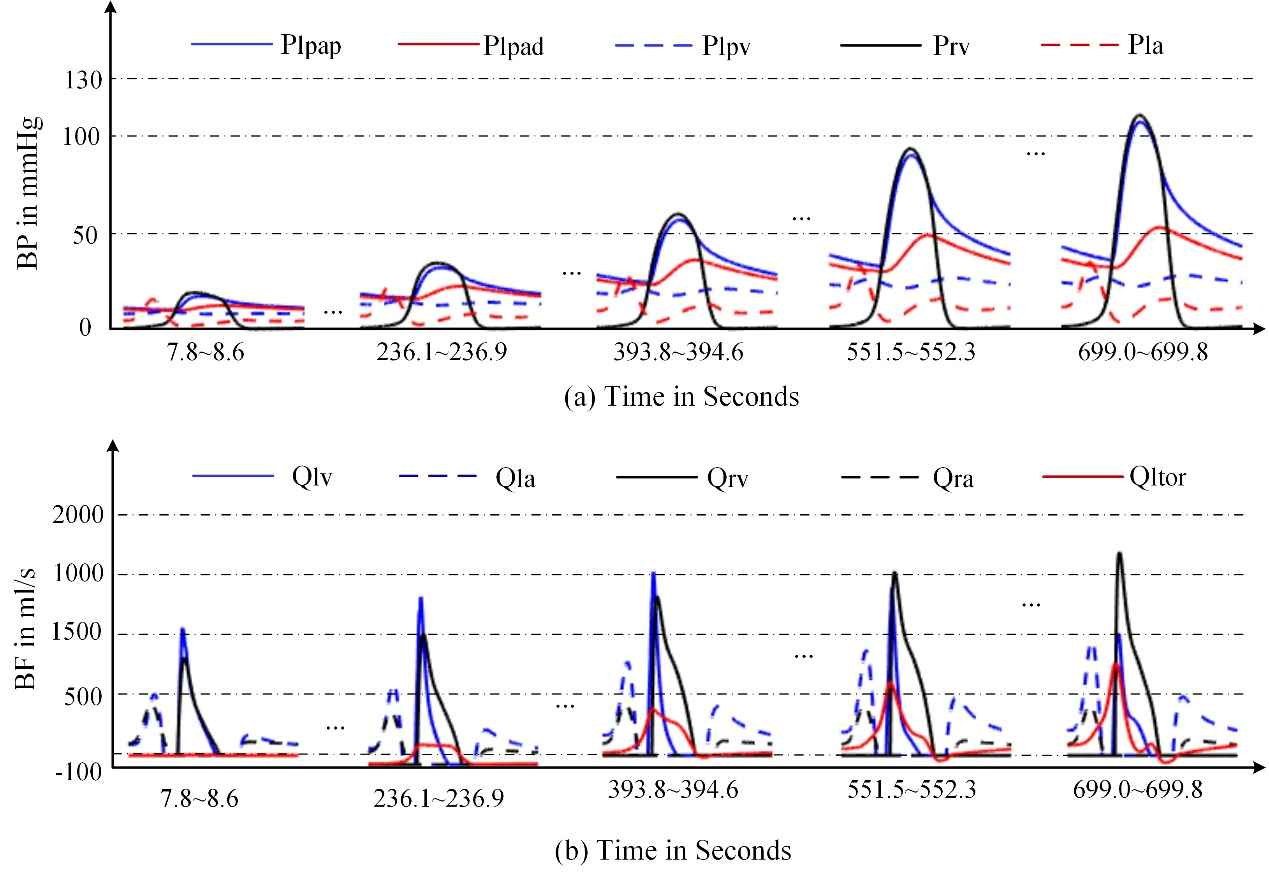 Plpap Plpad Plpv Prv Pla
130
100
50
0
BP in mmHg
... ... ... ...
7.8~8.6 236.1~236.9 393.8~394.6 551.5~552.3 699.0~699.8
(a) Time in Seconds
Qlv Qla Qrv Qra Qltor
2000
1000
1500
500
-100
BF in ml/s
... ... ... ...
7.8~8.6 236.1~236.9 393.8~394.6 551.5~552.3 699.0~699.8
(b) Time in Seconds